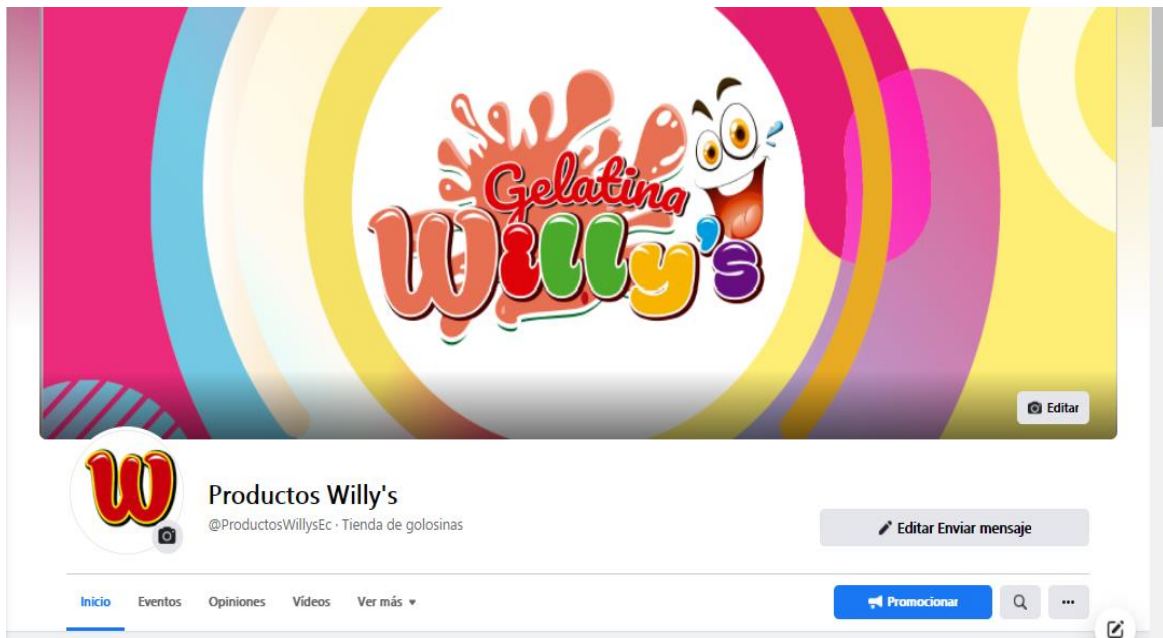 Gelatina
Willy's
Editar
W
Productos Willy's
@ProductosWillysEc · Tienda de golosinas
Editar Enviar mensaje
Inicio Eventos Opiniones Vídeos Ver más
Promocionar